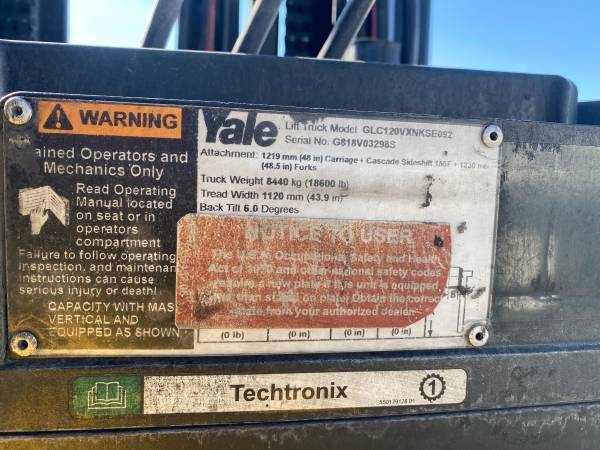 WARNING
ained Operators and
Mechanics Only
Read Operating
Manual located
on seat or in
operators
compartment
Failure to follow operating
inspection, and maintenan
instructions can cause
serious injury or death!
CAPACITY WITH MAS
VERTICAL AND
EQUIPPED AS SHOWN
Yale
Lift Truck Model GLC120VXNKSE092
Serial No. G818V03298S
Attachment: 1219 mm (48 in) Carriage + Cascade Sideshift 155F + 1230 mm
(48.5 in) Forks
Truck Weight 8440 kg (18600 lb)
Tread Width 1120 mm (43.9 in)
Back Tilt 6.0 Degrees
NOTICE TO USER
The U.S. Occupational Safety and Health
Act of 1970 and other national safety codes
require a new plate if this unit is equipped
other than stated on plate. Obtain the correct
plate from your authorized dealer.
(0 lb) (0 in) (0 in) (0 in)
Techtronix
1
550179178 01